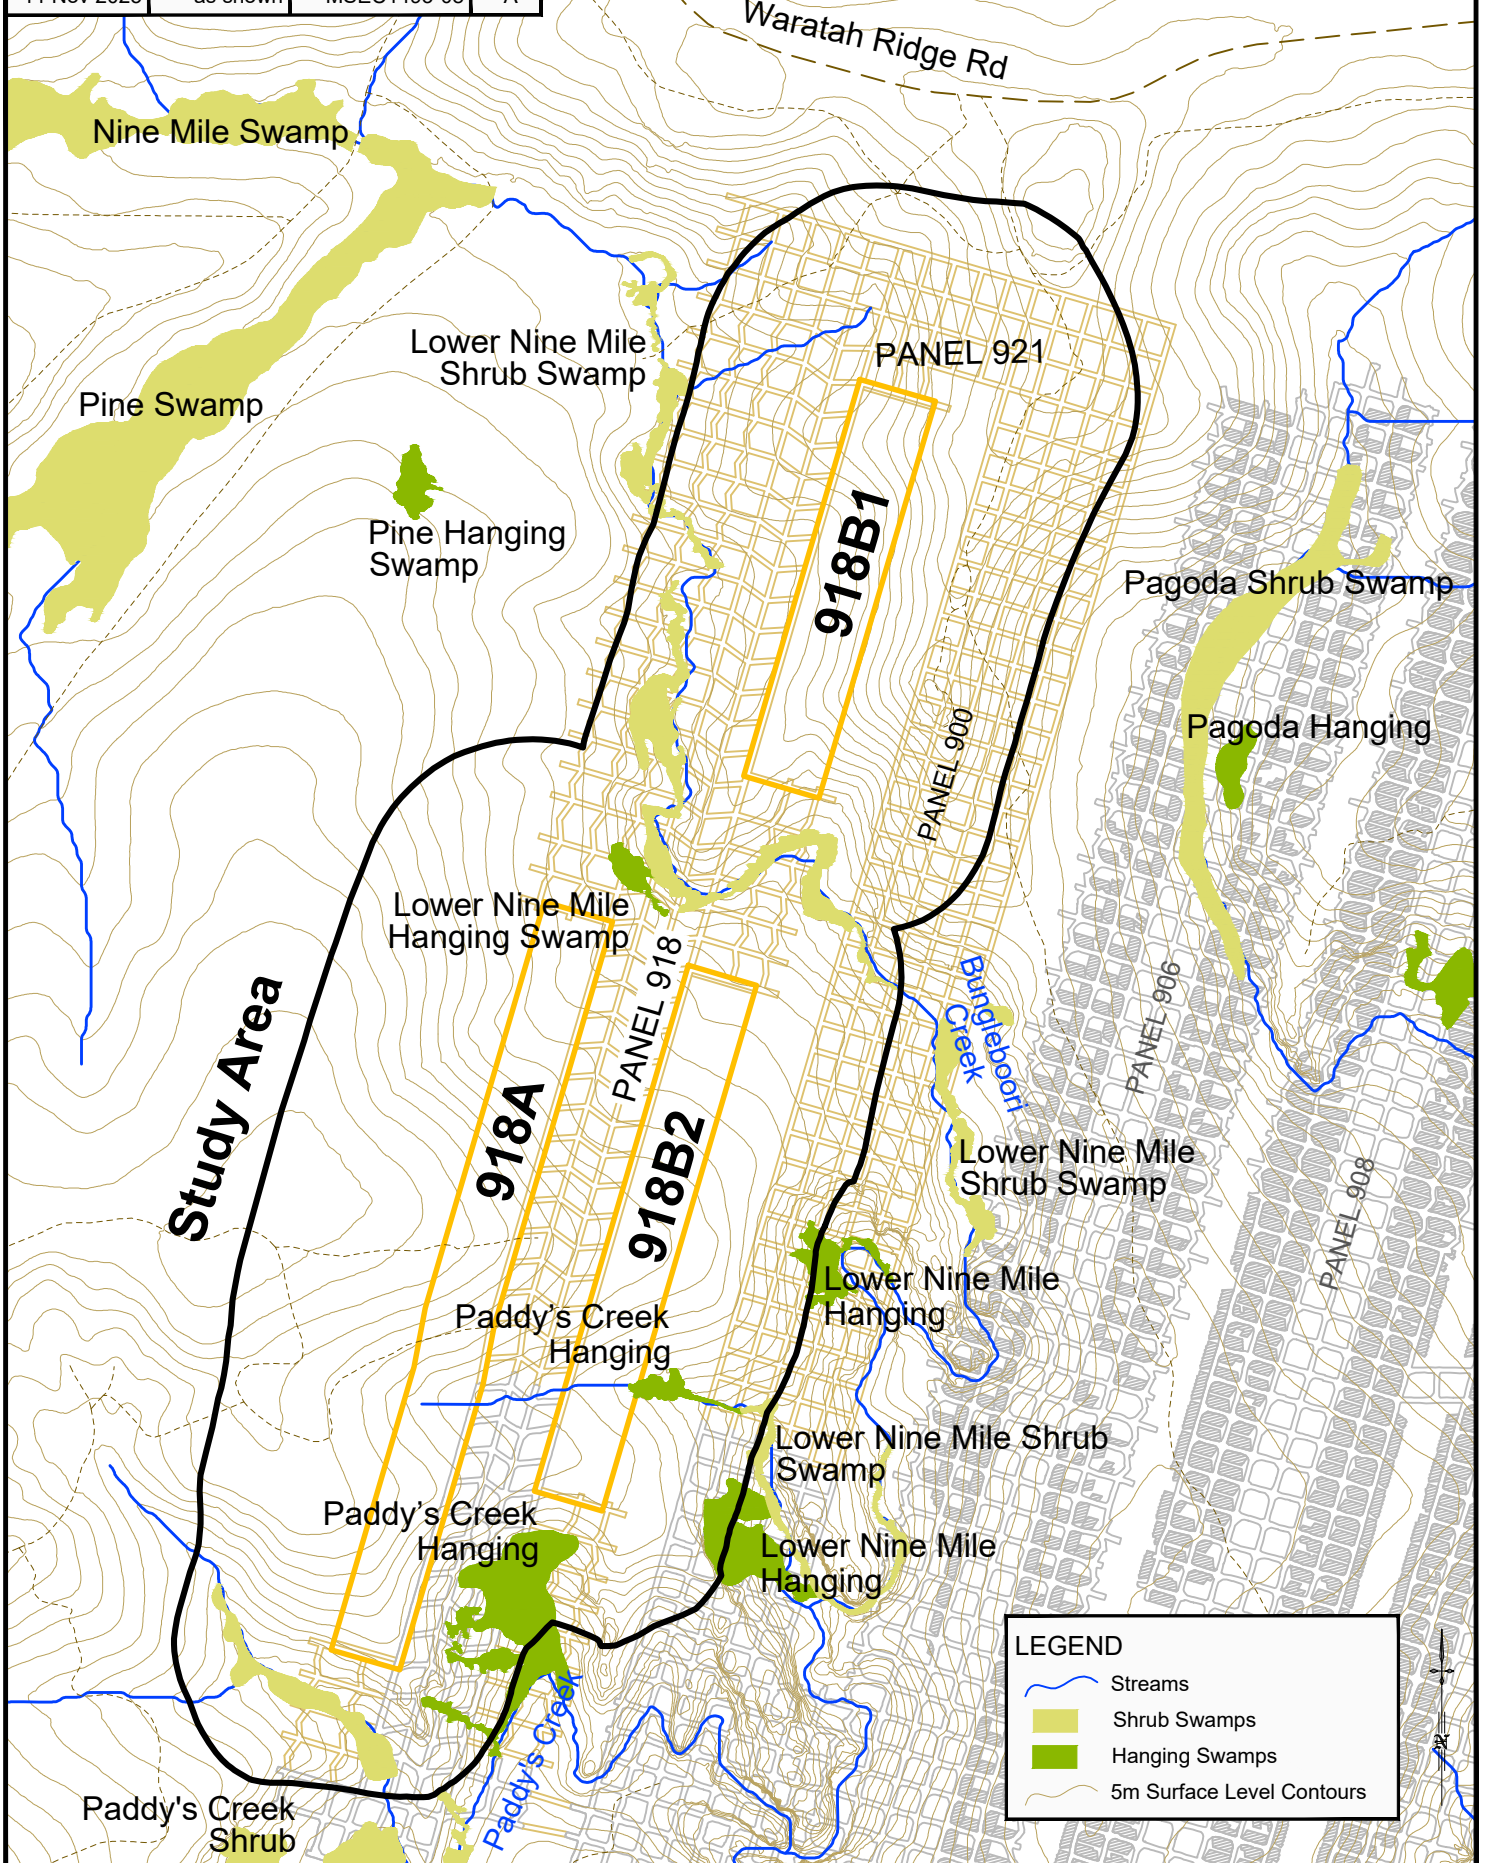 as shown
A
Waratah Ridge Rd
Nine Mile Swamp
Lower Nine Mile
Shrub Swamp
PANEL 921
Pine Swamp
918B1
Pine Hanging
Swamp
Pagoda Shrub Swamp
Pagoda Hanging
PANEL 900
Lower Nine Mile
Hanging Swamp
PANEL 918
Bungleboori
Creek
PANEL 906
Study Area
918A
918B2
Lower Nine Mile
Shrub Swamp
PANEL 908
Lower Nine Mile
Hanging
Paddy's Creek
Hanging
Lower Nine Mile Shrub
Swamp
Paddy's Creek
Hanging
Lower Nine Mile
Hanging
Paddy's Creek
Paddy's Creek
Shrub
LEGEND
Streams
Shrub Swamps
Hanging Swamps
5m Surface Level Contours
N